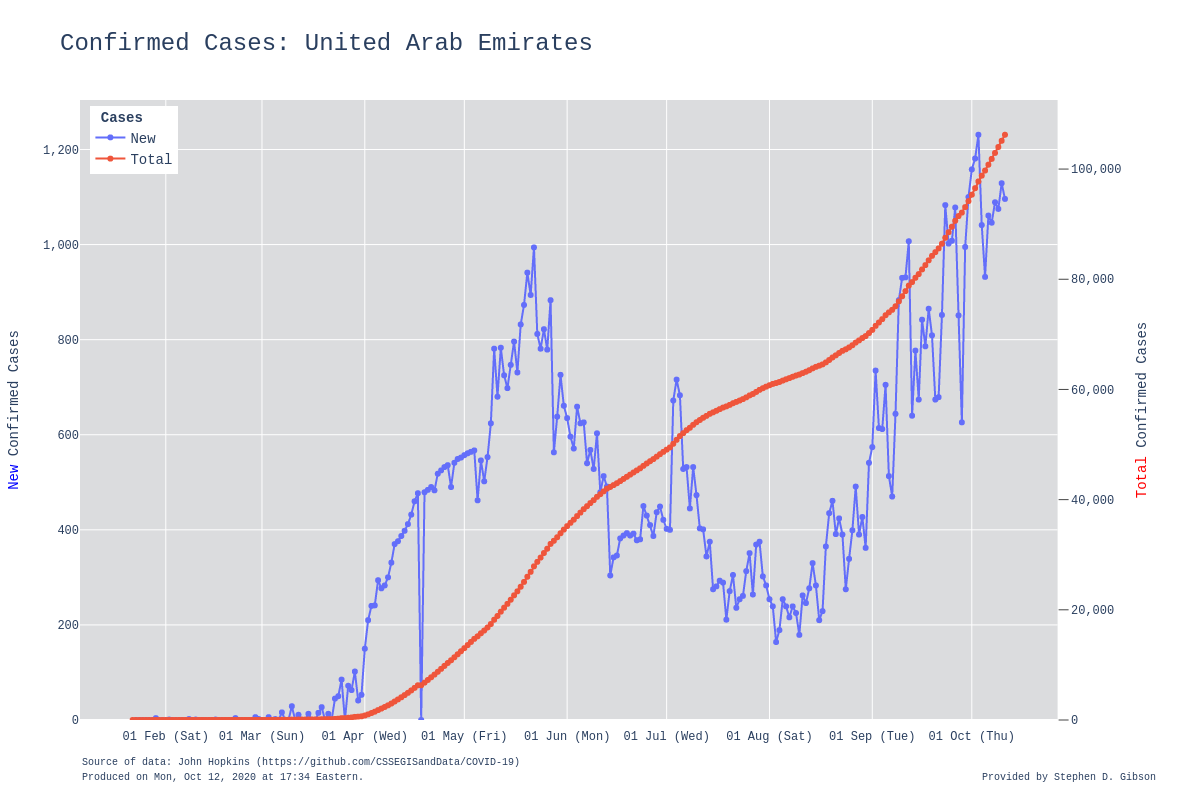 Confirmed Cases: United Arab Emirates
Cases
New
Total
1,200
1,000
800
600
400
200
0
100,000
80,000
60,000
40,000
20,000
0
New Confirmed Cases
Total Confirmed Cases
01 Feb (Sat) 01 Mar (Sun) 01 Apr (Wed) 01 May (Fri) 01 Jun (Mon) 01 Jul (Wed) 01 Aug (Sat) 01 Sep (Tue) 01 Oct (Thu)
Source of data: John Hopkins (https://github.com/CSSEGISandData/COVID-19)
Produced on Mon, Oct 12, 2020 at 17:34 Eastern.
Provided by Stephen D. Gibson